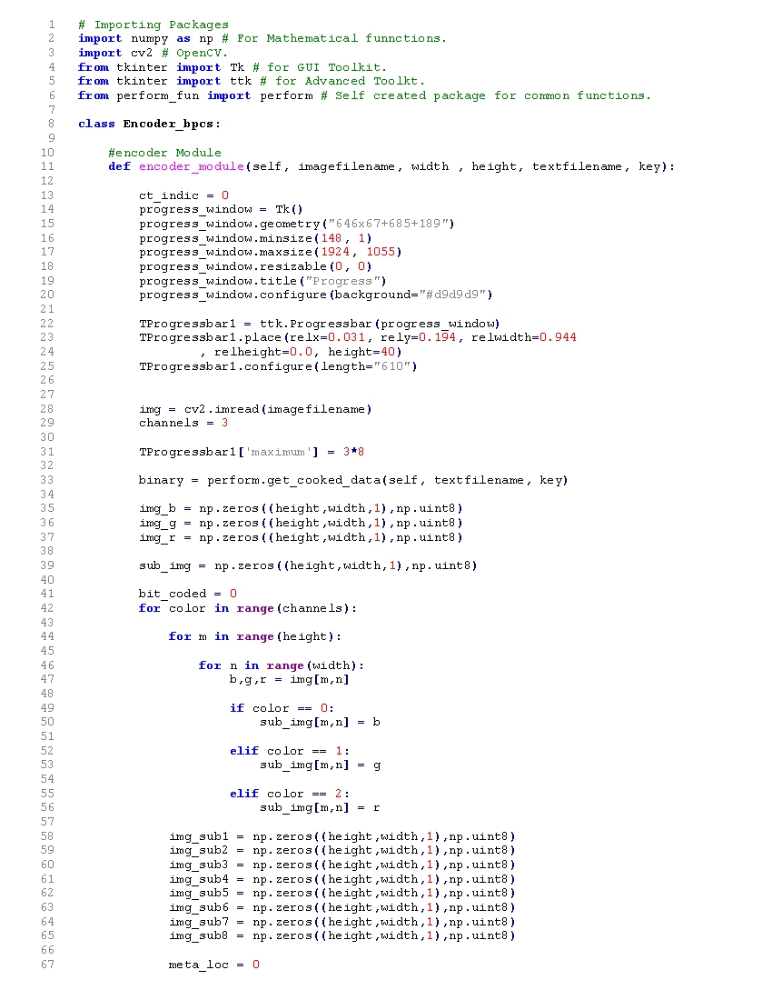 1 # Importing Packages
2 import numpy as np # For Mathematical funnctions.
3 import cv2 # OpenCV.
4 from tkinter import Tk # for GUI Toolkit.
5 from tkinter import ttk # for Advanced Toolkt.
6 from perform_fun import perform # Self created package for common functions.
7
8 class Encoder_bpcs:
9
10     #encoder Module
11     def encoder_module(self, imagefilename, width , height, textfilename, key):
12
13         ct_indic = 0
14         progress_window = Tk()
15         progress_window.geometry("646x67+685+189")
16         progress_window.minsize(148, 1)
17         progress_window.maxsize(1924, 1055)
18         progress_window.resizable(0, 0)
19         progress_window.title("Progress")
20         progress_window.configure(background="#d9d9d9")
21
22         TProgressbar1 = ttk.Progressbar(progress_window)
23         TProgressbar1.place(relx=0.031, rely=0.194, relwidth=0.944
24                 , relheight=0.0, height=40)
25         TProgressbar1.configure(length="610")
26
27
28         img = cv2.imread(imagefilename)
29         channels = 3
30
31         TProgressbar1['maximum'] = 3*8
32
33         binary = perform.get_cooked_data(self, textfilename, key)
34
35         img_b = np.zeros((height,width,1),np.uint8)
36         img_g = np.zeros((height,width,1),np.uint8)
37         img_r = np.zeros((height,width,1),np.uint8)
38
39         sub_img = np.zeros((height,width,1),np.uint8)
40
41         bit_coded = 0
42         for color in range(channels):
43
44             for m in range(height):
45
46                 for n in range(width):
47                     b,g,r = img[m,n]
48
49                     if color == 0:
50                         sub_img[m,n] = b
51
52                     elif color == 1:
53                         sub_img[m,n] = g
54
55                     elif color == 2:
56                         sub_img[m,n] = r
57
58             img_sub1 = np.zeros((height,width,1),np.uint8)
59             img_sub2 = np.zeros((height,width,1),np.uint8)
60             img_sub3 = np.zeros((height,width,1),np.uint8)
61             img_sub4 = np.zeros((height,width,1),np.uint8)
62             img_sub5 = np.zeros((height,width,1),np.uint8)
63             img_sub6 = np.zeros((height,width,1),np.uint8)
64             img_sub7 = np.zeros((height,width,1),np.uint8)
65             img_sub8 = np.zeros((height,width,1),np.uint8)
66
67             meta_loc = 0